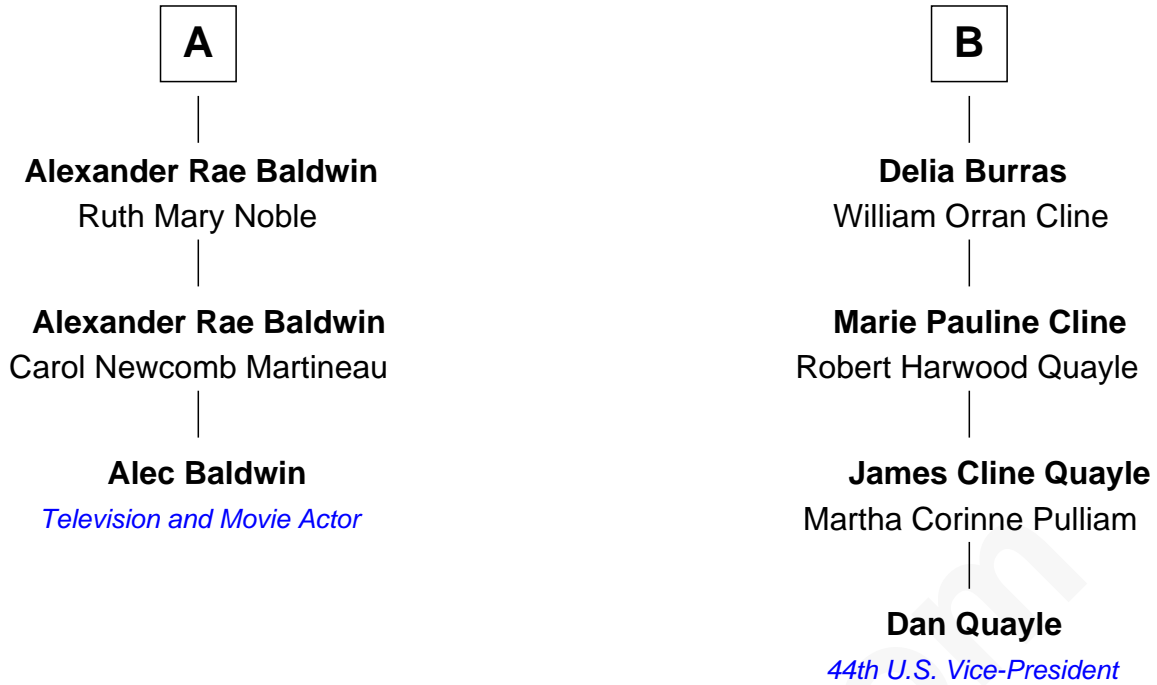 A
Alexander Rae Baldwin
Ruth Mary Noble
Alexander Rae Baldwin
Carol Newcomb Martineau
Alec Baldwin
Television and Movie Actor
B
Delia Burras
William Orran Cline
Marie Pauline Cline
Robert Harwood Quayle
James Cline Quayle
Martha Corinne Pulliam
Dan Quayle
44th U.S. Vice-President